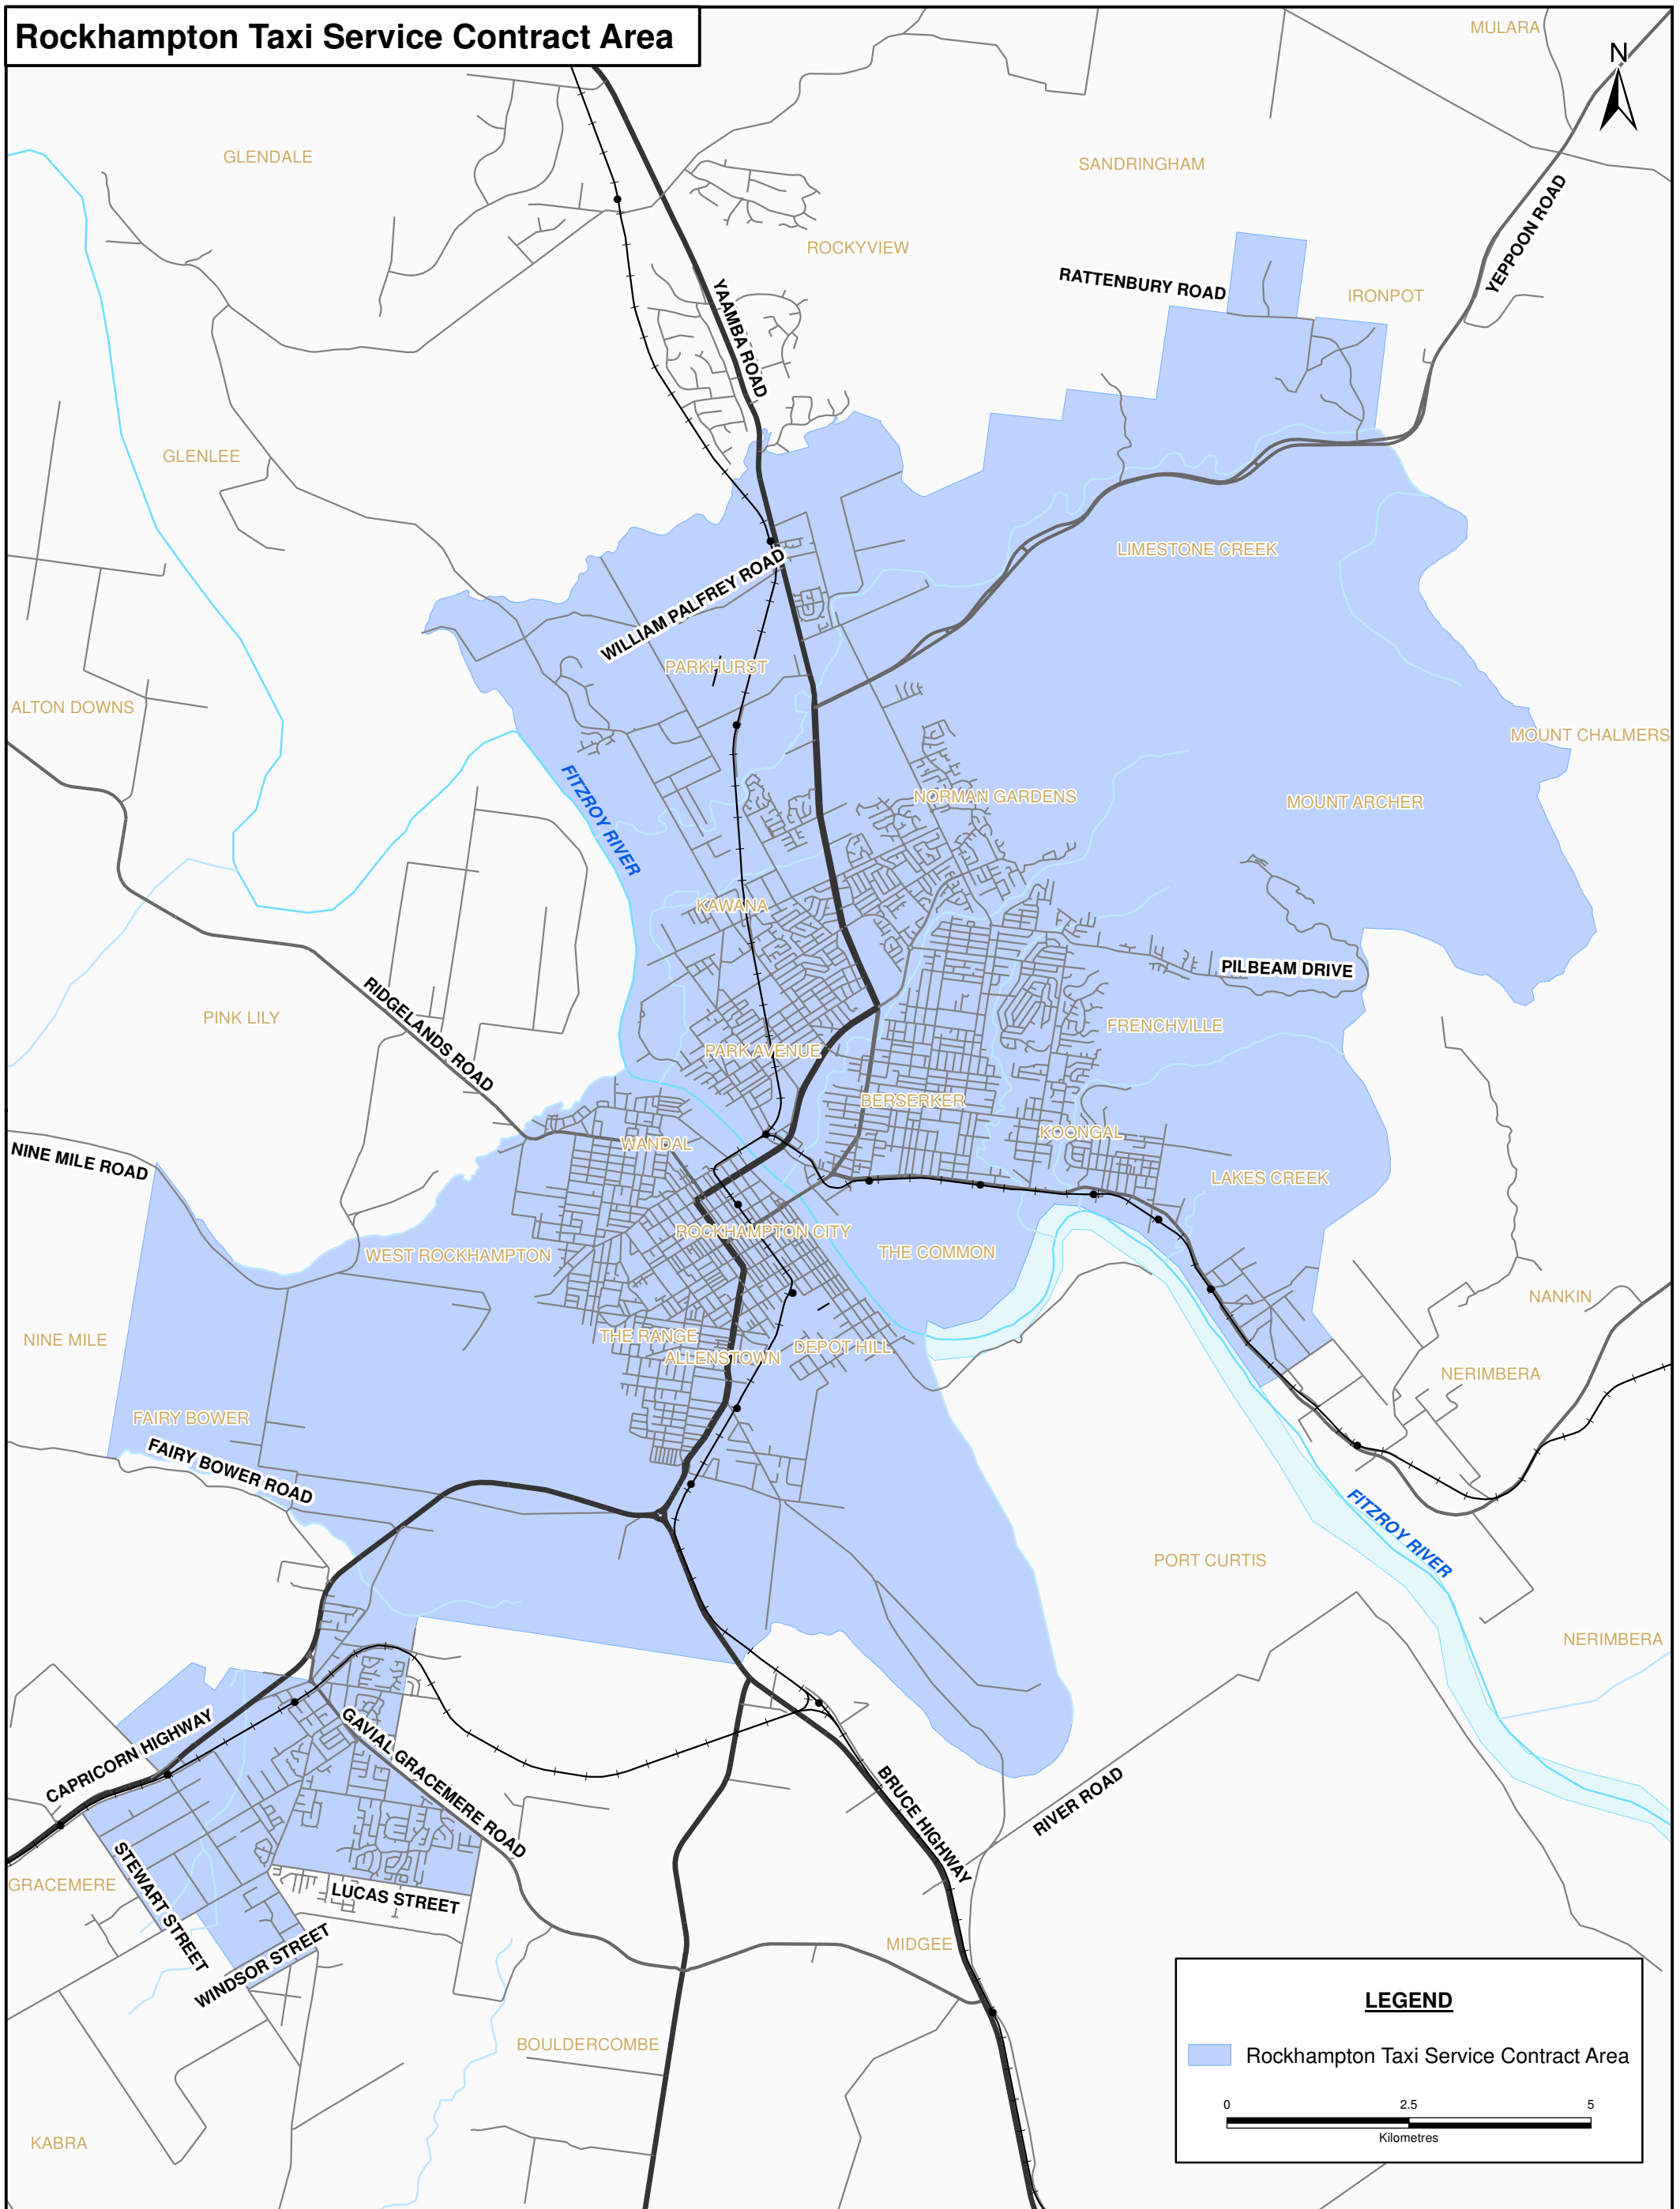 Rockhampton Taxi Service Contract Area
MULARA
N
GLENDALE
SANDRINGHAM
YEPPOON ROAD
ROCKYVIEW
RATTENBURY ROAD
IRONPOT
YAAMBA ROAD
GLENLEE
LIMESTONE CREEK
WILLIAM PALFREY ROAD
PARKHURST
ALTON DOWNS
MOUNT CHALMERS
FITZROY RIVER
NORMAN GARDENS
MOUNT ARCHER
KAWANA
PILBEAM DRIVE
PINK LILY
RIDGELANDS ROAD
FRENCHVILLE
PARK AVENUE
BERSERKER
KOONGAL
WANDAL
NINE MILE ROAD
LAKES CREEK
ROCKHAMPTON CITY
WEST ROCKHAMPTON
THE COMMON
NANKIN
NINE MILE
THE RANGE
DEPOT HILL
ALLENSTOWN
NERIMBERA
FAIRY BOWER
FAIRY BOWER ROAD
FITZROY RIVER
PORT CURTIS
NERIMBERA
CAPRICORN HIGHWAY
GAVIAL GRACEMERE ROAD
BRUCE HIGHWAY
RIVER ROAD
GRACEMERE
STEWART STREET
LUCAS STREET
WINDSOR STREET
MIDGEE
BOULDERCOMBE
KABRA
LEGEND
Rockhampton Taxi Service Contract Area
0 2.5 5
Kilometres